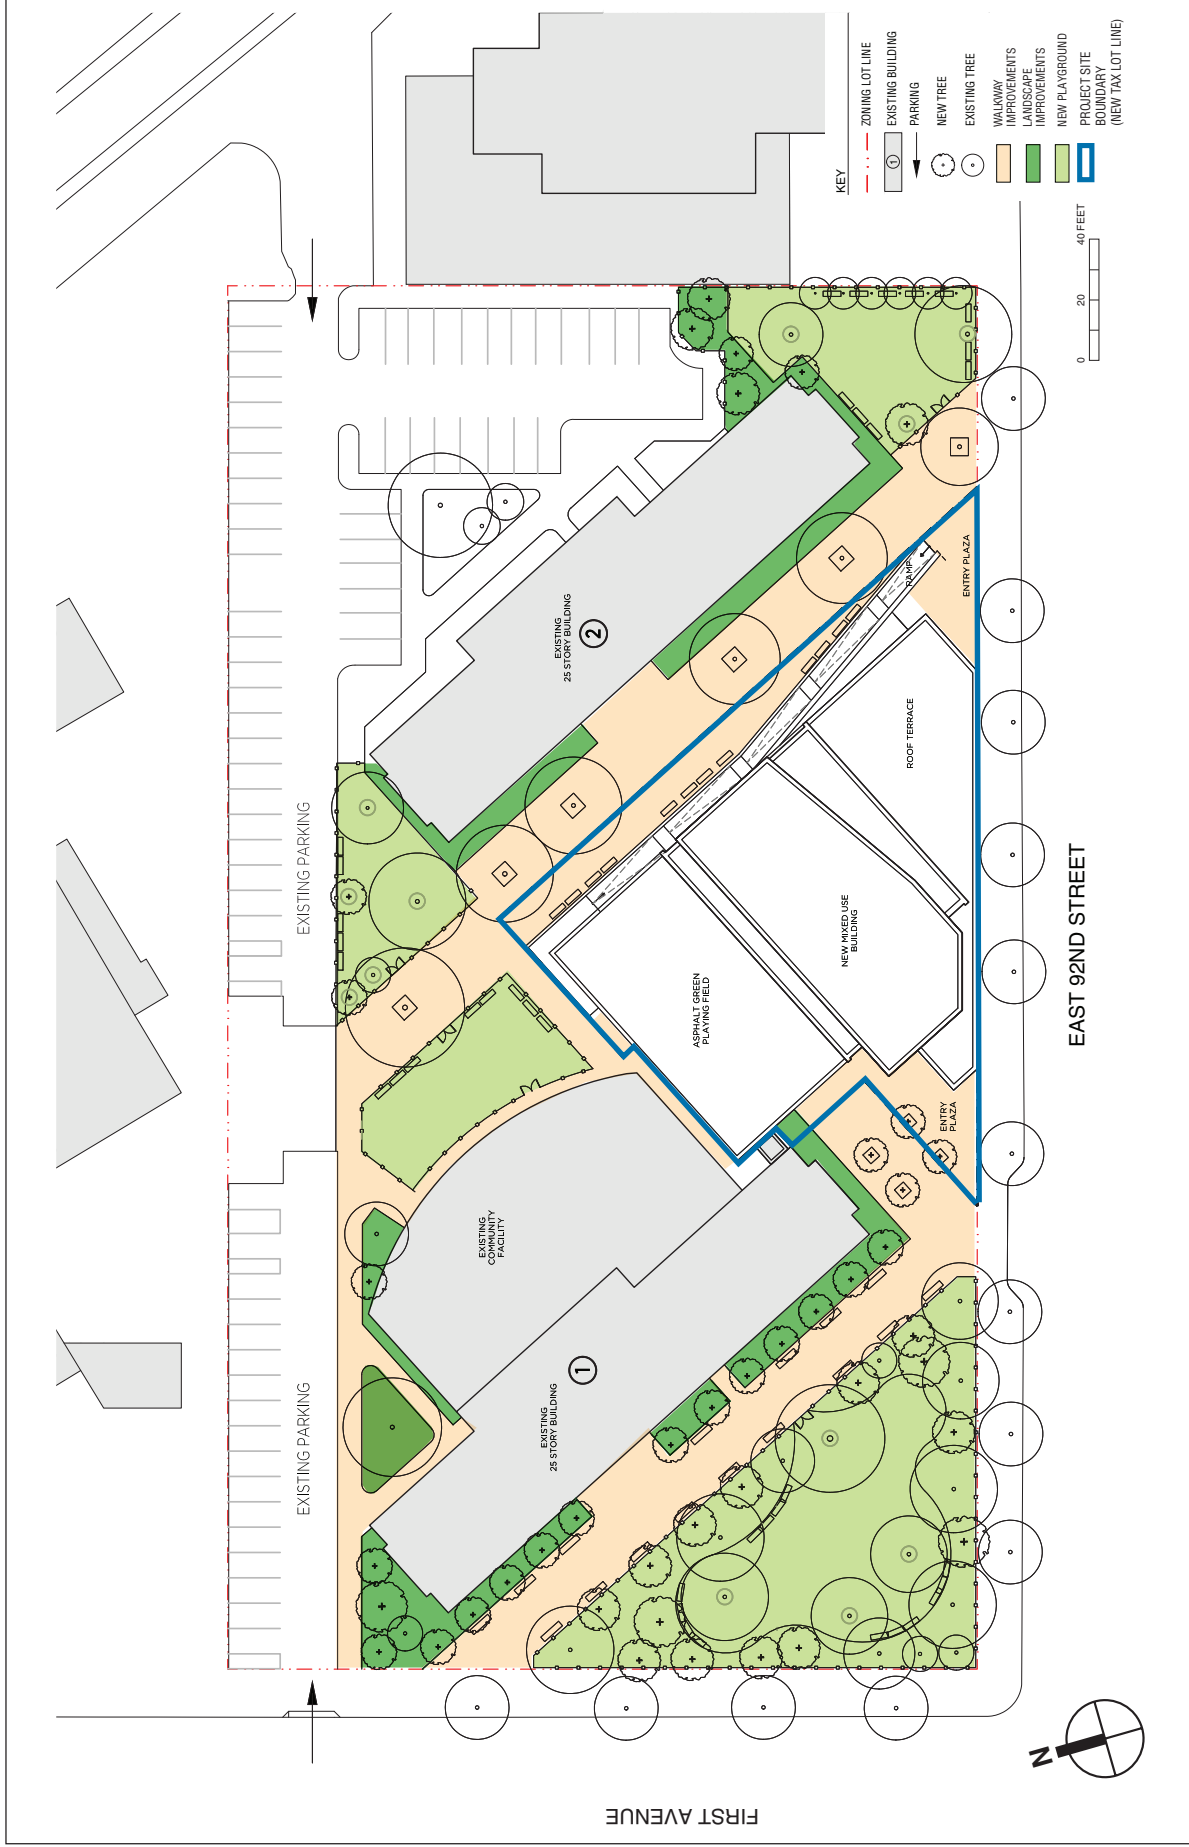 KEY
ZONING LOT LINE
1
EXISTING BUILDING
PARKING
NEW TREE
EXISTING TREE
WALKWAY
IMPROVEMENTS
LANDSCAPE
IMPROVEMENTS
NEW PLAYGROUND
PROJECT SITE
BOUNDARY
(NEW TAX LOT LINE)
0
20
40 FEET
EXISTING PARKING
EXISTING PARKING
EXISTING
25 STORY BUILDING
2
EXISTING
COMMUNITY
FACILITY
EXISTING
25 STORY BUILDING
1
ASPHALT GREEN
PLAYING FIELD
NEW MIXED USE
BUILDING
ROOF TERRACE
RAMP
ENTRY PLAZA
ENTRY
PLAZA
EAST 92ND STREET
FIRST AVENUE
N